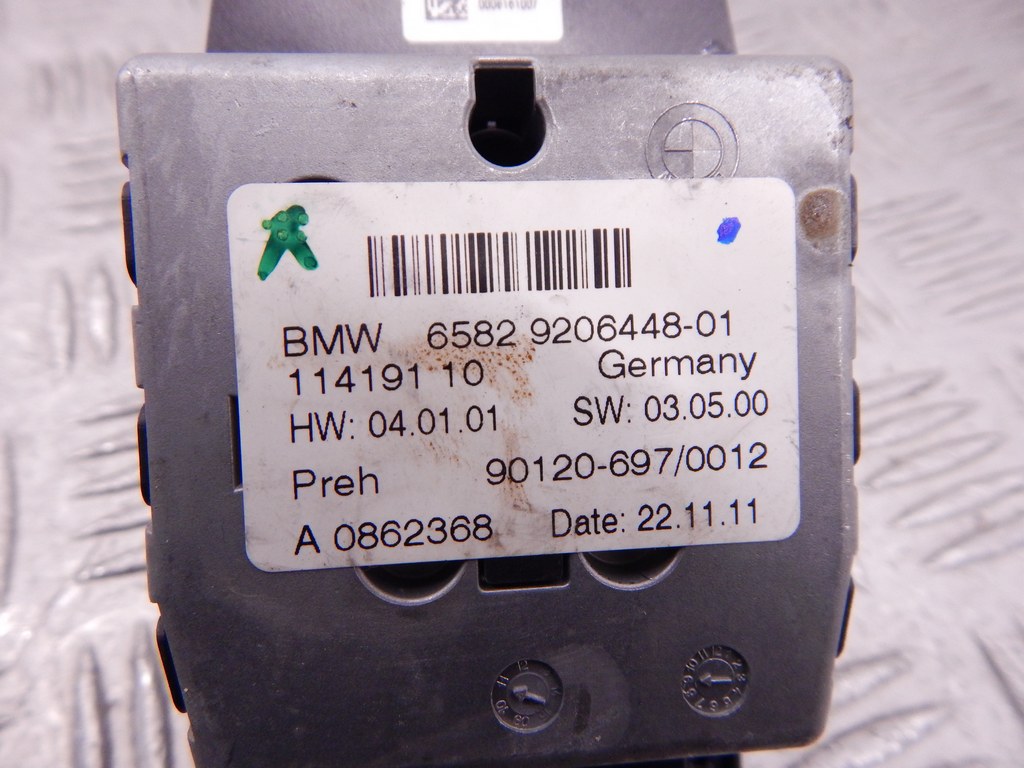 BMW 6582 9206448-01
114191 10 Germany
HW: 04.01.01 SW: 03.05.00
Preh 90120-697/0012
A 0862368 Date: 22.11.11